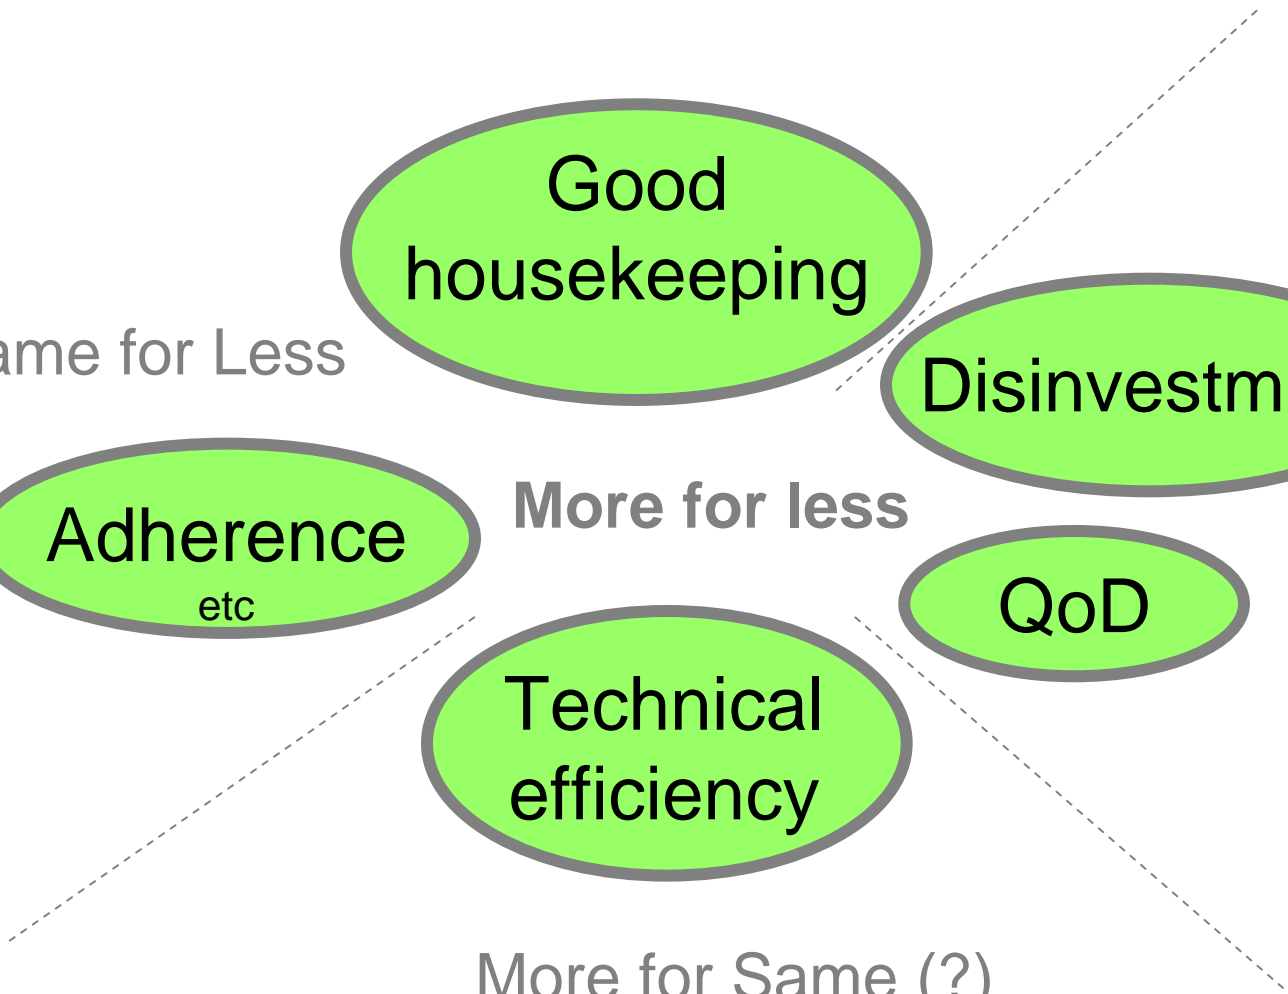 Good
housekeeping
ame for Less
Disinvestm
More for less
Adherence
etc
QoD
Technical
efficiency
More for Same (?)